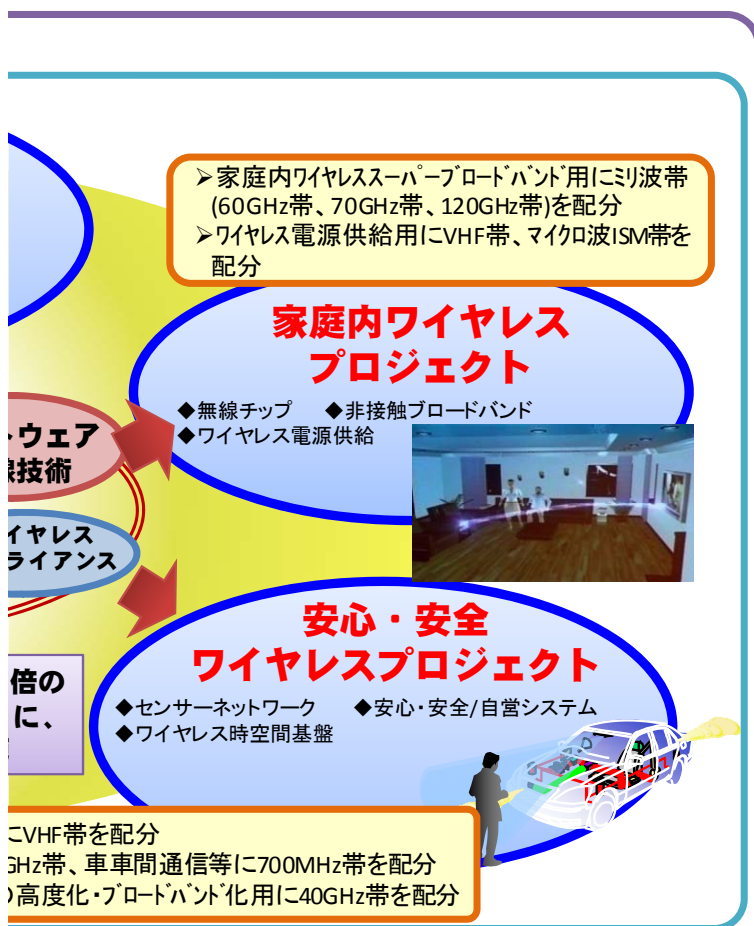 ➢家庭内ワイヤレススーパーブロードバンド用にミリ波帯
(60GHz帯、70GHz帯、120GHz帯)を配分
➢ワイヤレス電源供給用にVHF帯、マイクロ波ISM帯を
配分
家庭内ワイヤレス
プロジェクト
◆無線チップ ◆非接触ブロードバンド
◆ワイヤレス電源供給
トウェア
線技術
イヤレス
ライアンス
安心・安全
ワイヤレスプロジェクト
◆センサーネットワーク ◆安心・安全/自営システム
◆ワイヤレス時空間基盤
倍の
に、
にVHF帯を配分
GHz帯、車車間通信等に700MHz帯を配分
の高度化・ブロードバンド化用に40GHz帯を配分